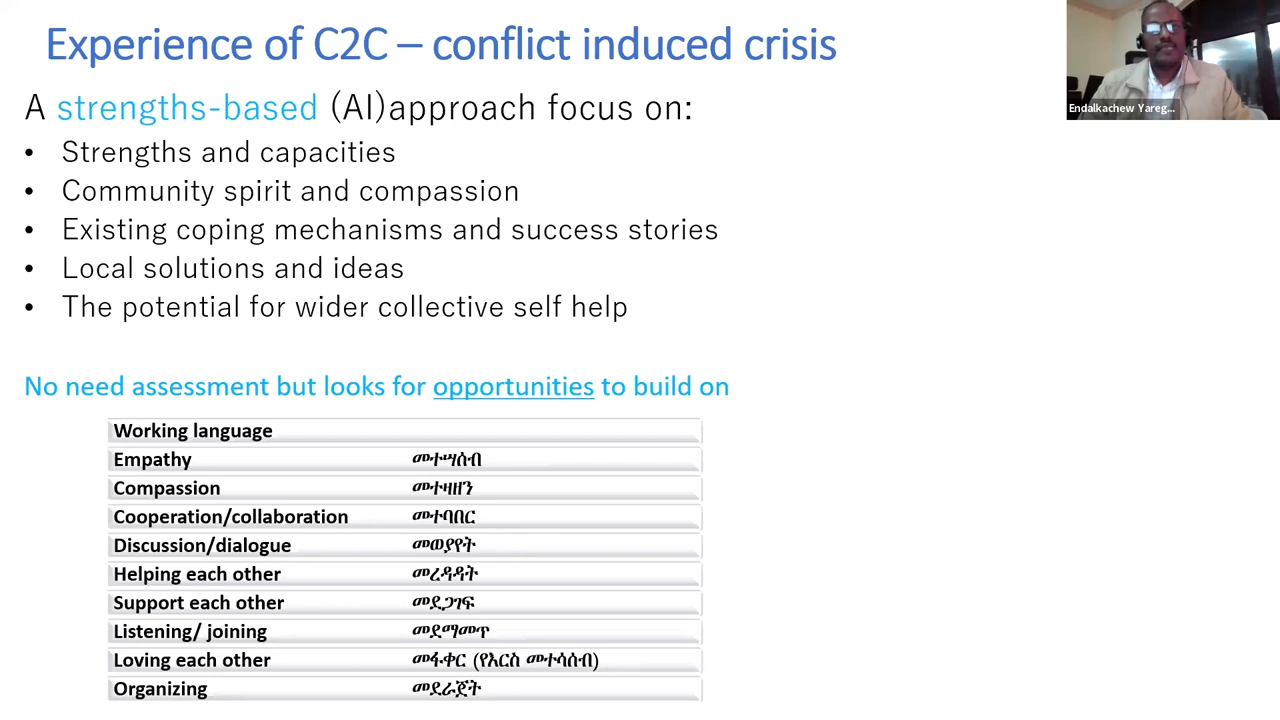 Experience of C2C – conflict induced crisis
Endalkachew Yareg...
A strengths-based (AI)approach focus on:
• Strengths and capacities
• Community spirit and compassion
• Existing coping mechanisms and success stories
• Local solutions and ideas
• The potential for wider collective self help
No need assessment but looks for opportunities to build on
Working language
Empathy መተሣሰብ
Compassion መተዛዘን
Cooperation/collaboration መተባበር
Discussion/dialogue መወያየት
Helping each other መረዳዳት
Support each other መደጋገፍ
Listening/ joining መደማመጥ
Loving each other መፋቀር (የእርስ መተሳሰብ)
Organizing መደራጀት